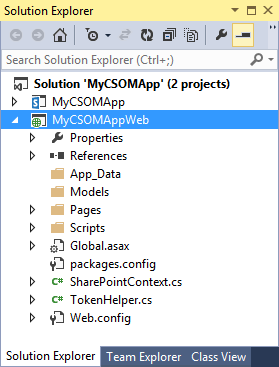 Solution Explorer
Search Solution Explorer (Ctrl+;)
Solution 'MyCSOMApp' (2 projects)
MyCSOMApp
MyCSOMAppWeb
Properties
References
App_Data
Models
Pages
Scripts
Global.asax
packages.config
C# SharePointContext.cs
C# TokenHelper.cs
Web.config
Solution Explorer Team Explorer Class View